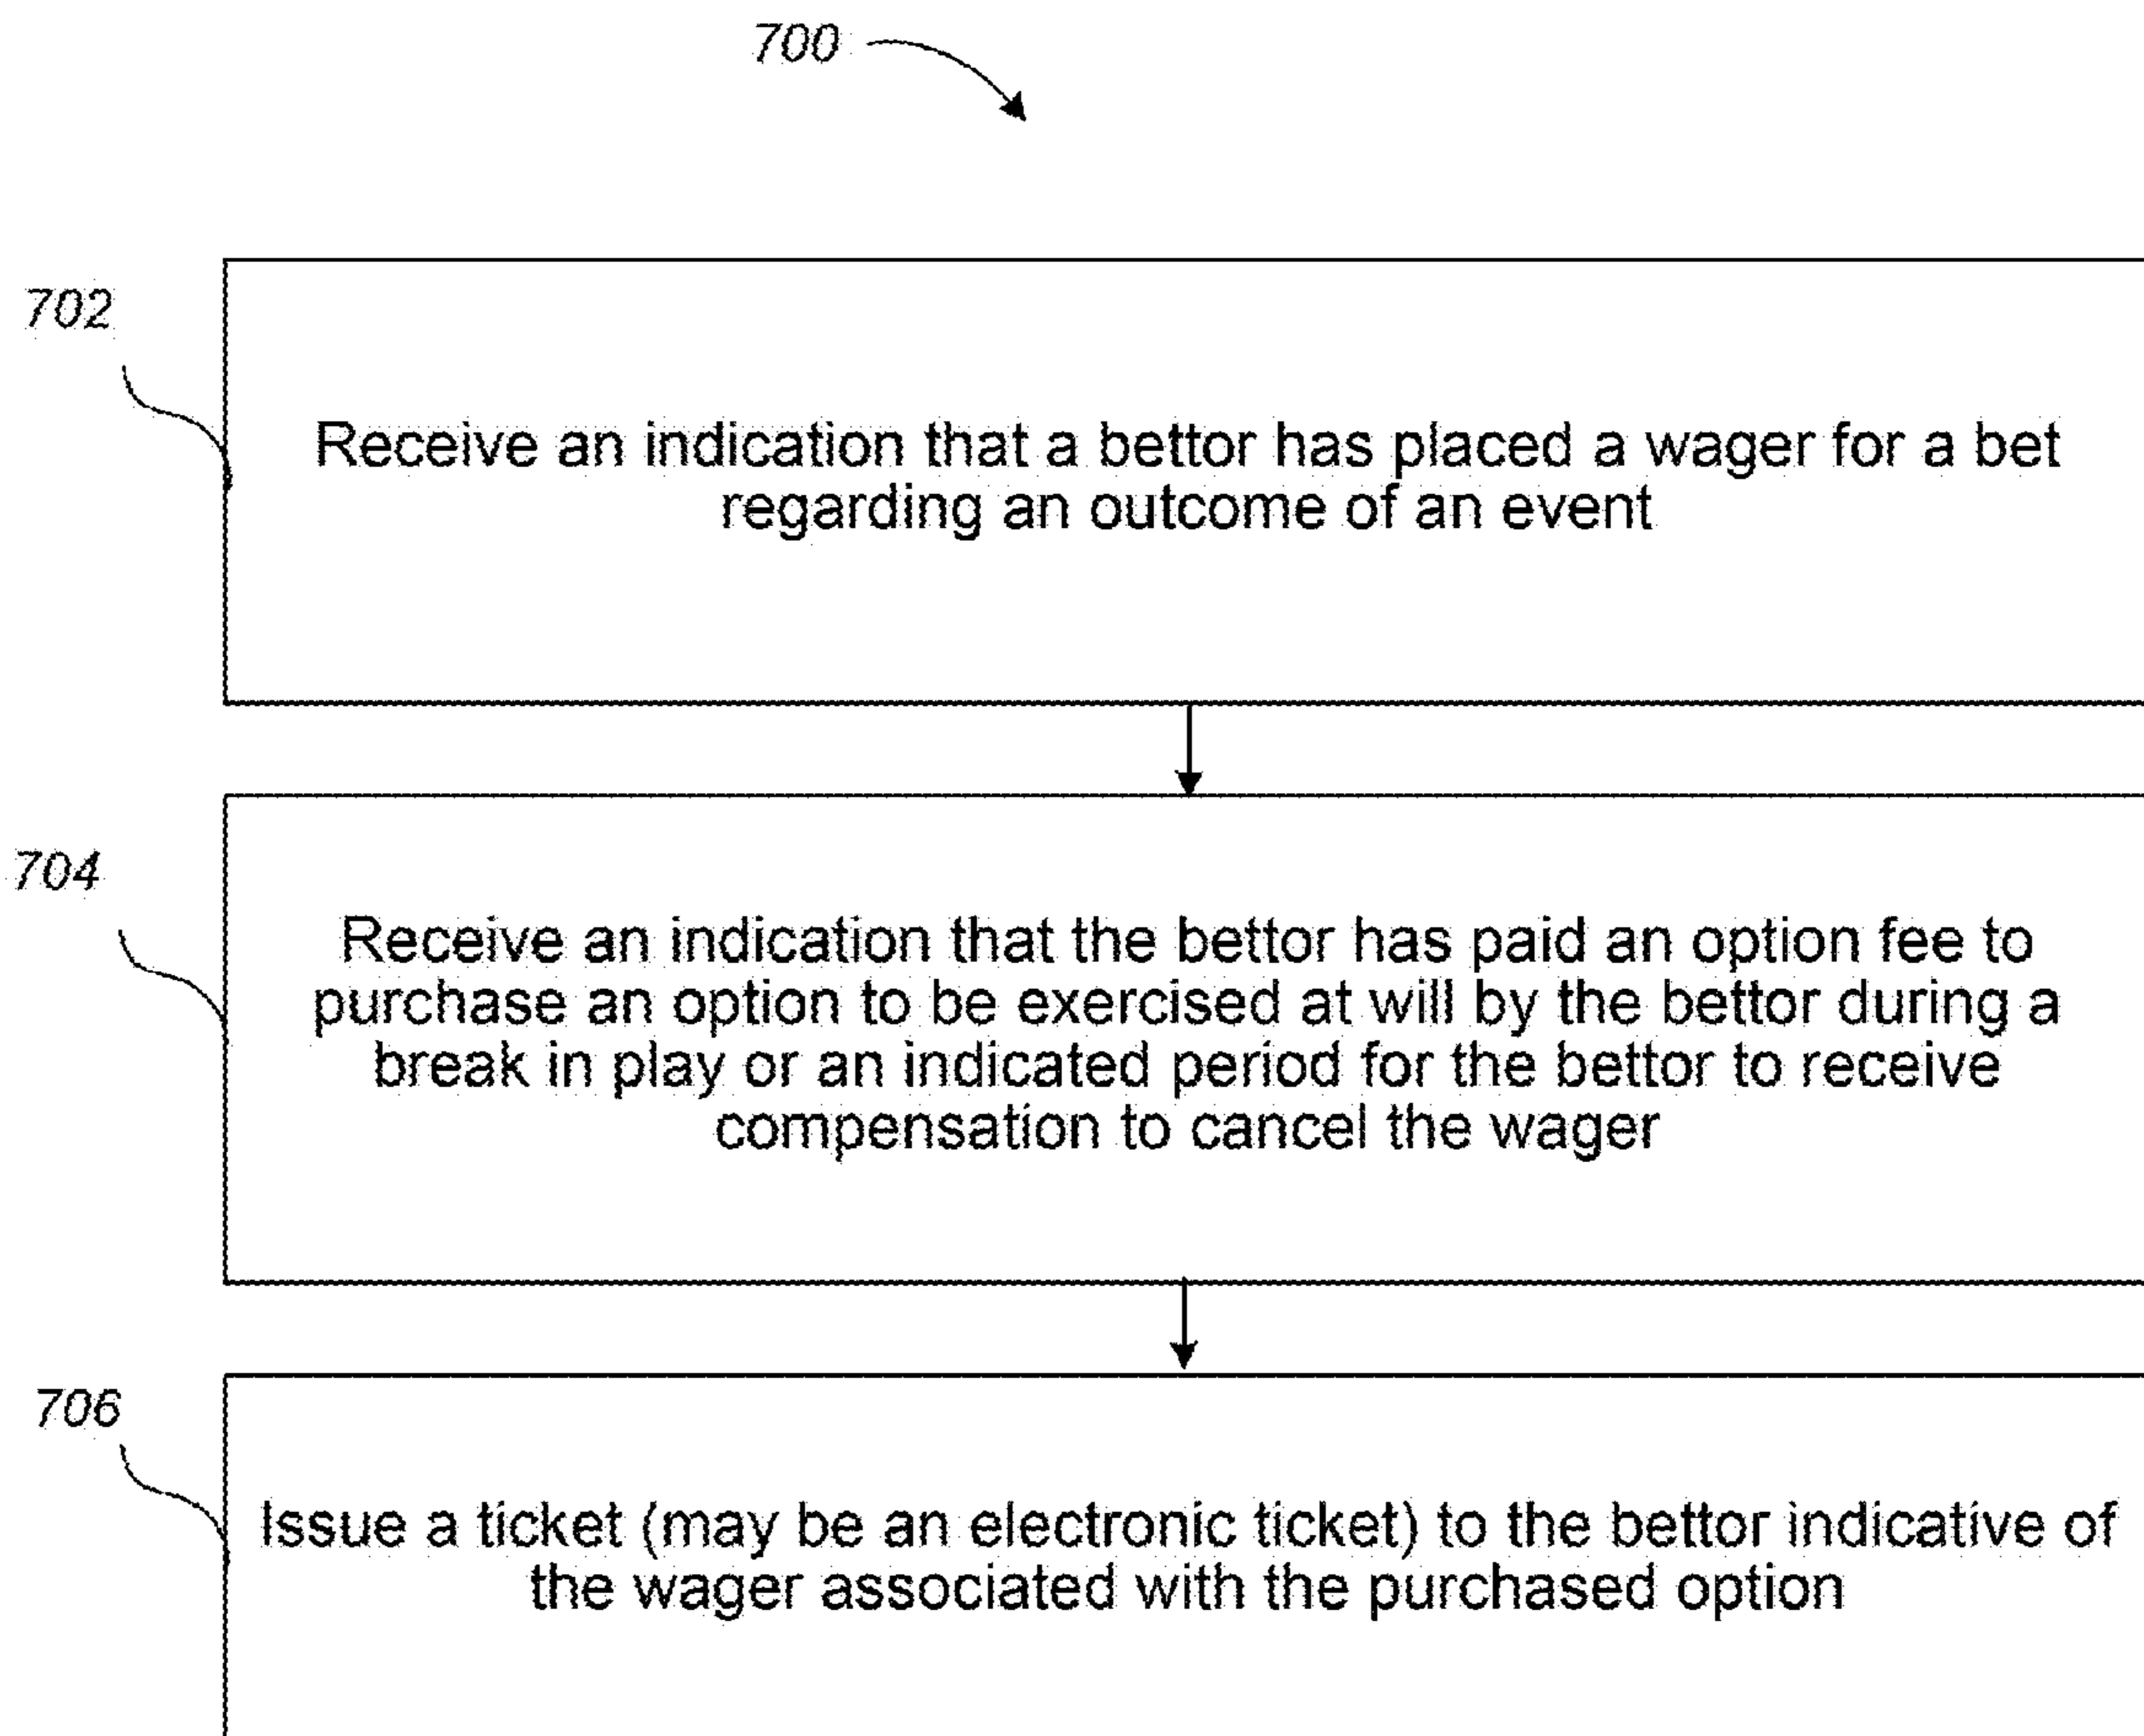 700
702
Receive an indication that a bettor has placed a wager for a bet
regarding an outcome of an event
704
Receive an indication that the bettor has paid an option fee to
purchase an option to be exercised at will by the bettor during a
break in play or an indicated period for the bettor to receive
compensation to cancel the wager
706
Issue a ticket (may be an electronic ticket) to the bettor indicative of
the wager associated with the purchased option